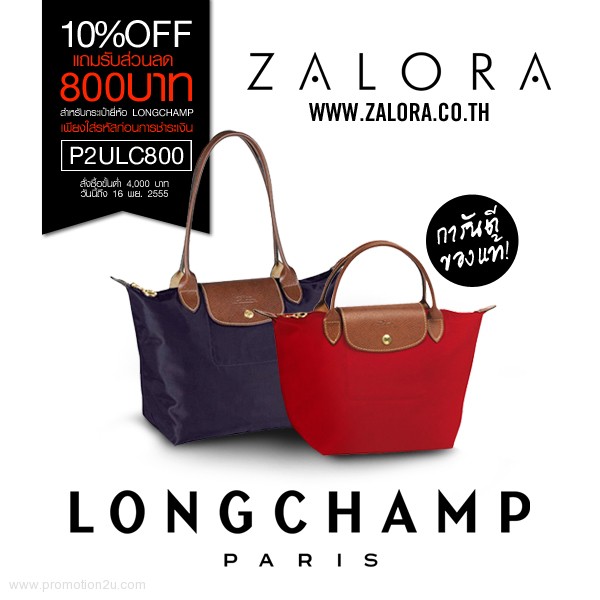 10%OFF
แถมรับส่วนลด
800บาท
สำหรับกระเป๋ายี่ห้อ LONGCHAMP
เพียงใส่รหัสก่อนการชำระเงิน
P2ULC800
สั่งซื้อขั้นต่ำ 4,000 บาท
วันนี้ถึง 16 พย. 2555
ZALORA
WWW.ZALORA.CO.TH
การันตี
ของแท้!
LONGCHAMP
PARIS
www.promotion2u.com